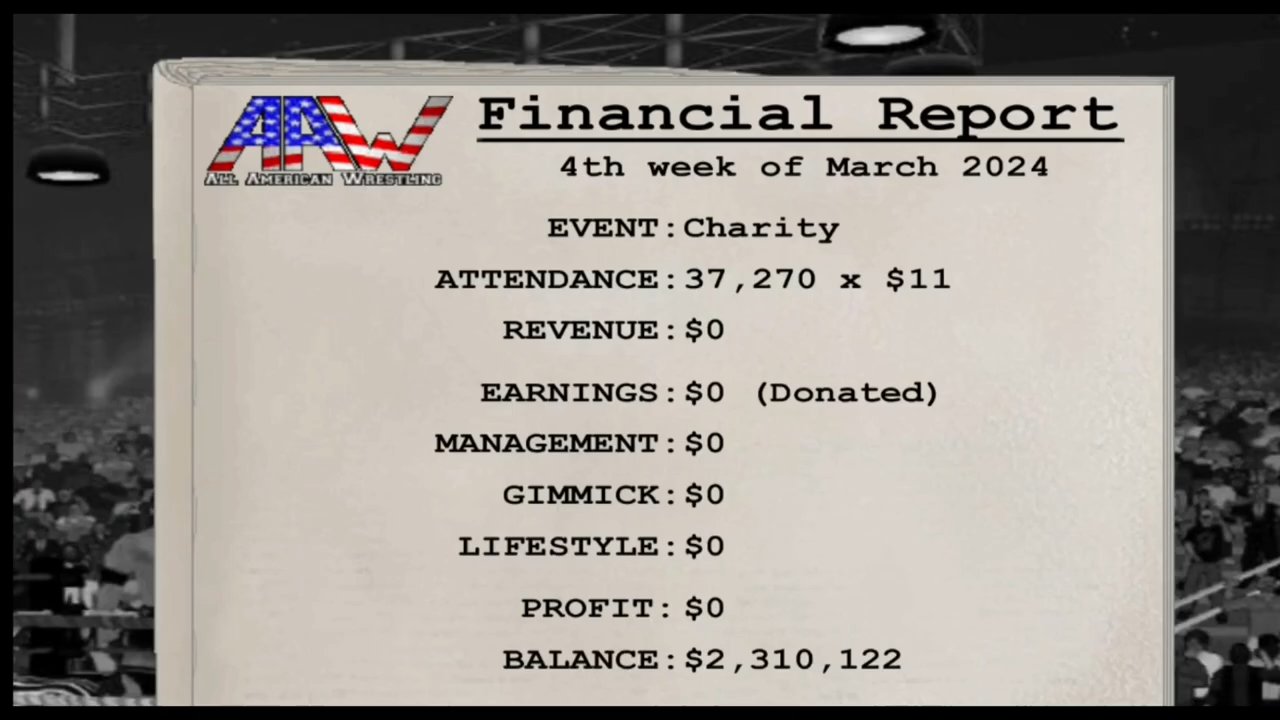 AAW
ALL AMERICAN WRESTLING
Financial Report
4th week of March 2024
EVENT: Charity
ATTENDANCE: 37,270 x $11
REVENUE: $0
EARNINGS: $0 (Donated)
MANAGEMENT: $0
GIMMICK: $0
LIFESTYLE: $0
PROFIT: $0
BALANCE: $2,310,122